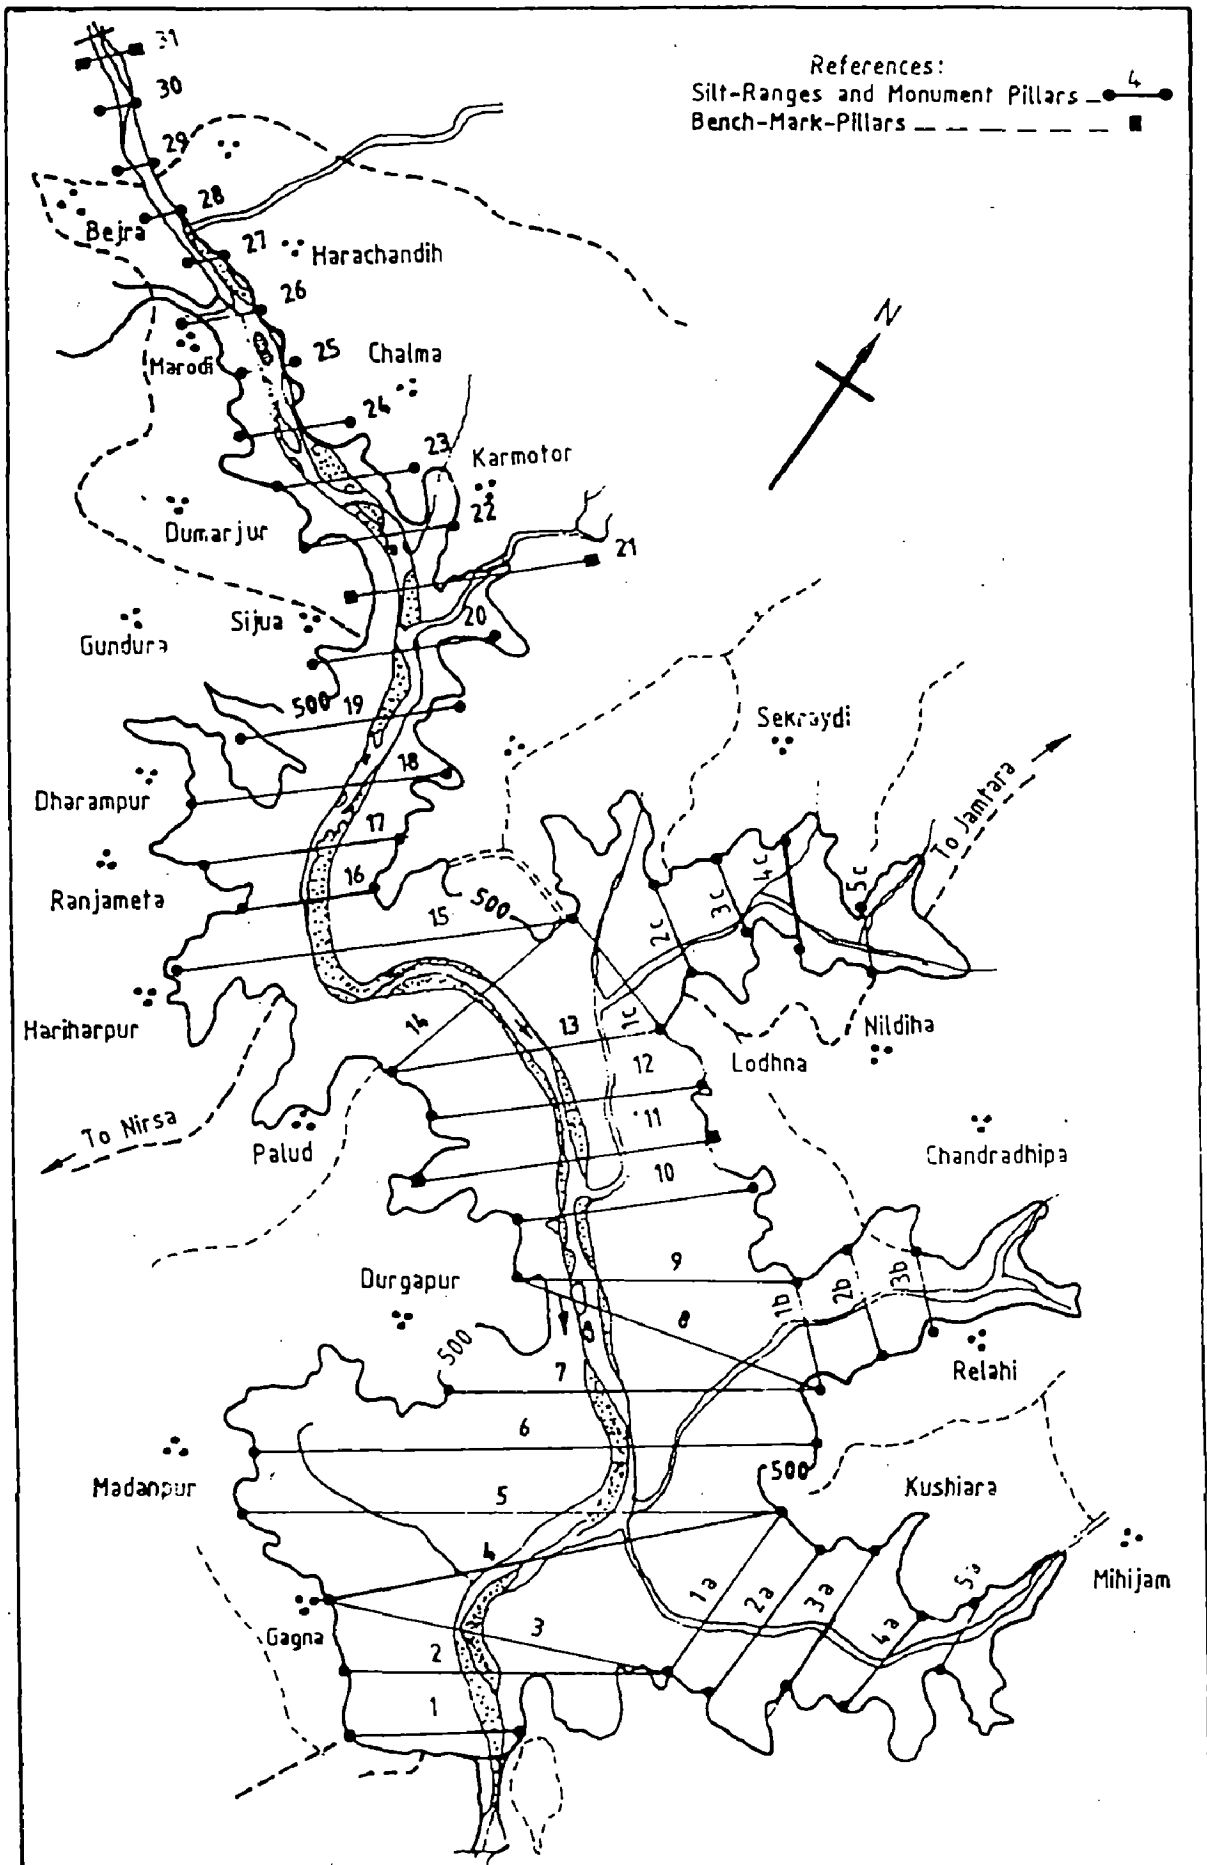 References:
Silt-Ranges and Monument Pillars 4
Bench-Mark-Pillars
31
30
29
28
Bejra
27
Harachandih
26
N
Marodi
25
Chalma
24
23
Karmotor
22
Dumarjur
21
20
Sijua
Gundura
500
19
Sekraydi
18
Dharampur
To Jamtara
17
16
Ranjameta
15
500
2c
3c
4c
5c
Hariharpur
14
13
1c
Nildiha
12
Lodhna
11
To Nirsa
Palud
10
Chandradhipa
9
Durgapur
1b
2b
3b
8
500
7
Relahi
6
Madanpur
500
Kushiara
5
4
Mihijam
1a
2a
3a
4a
5a
Gagna
3
2
1